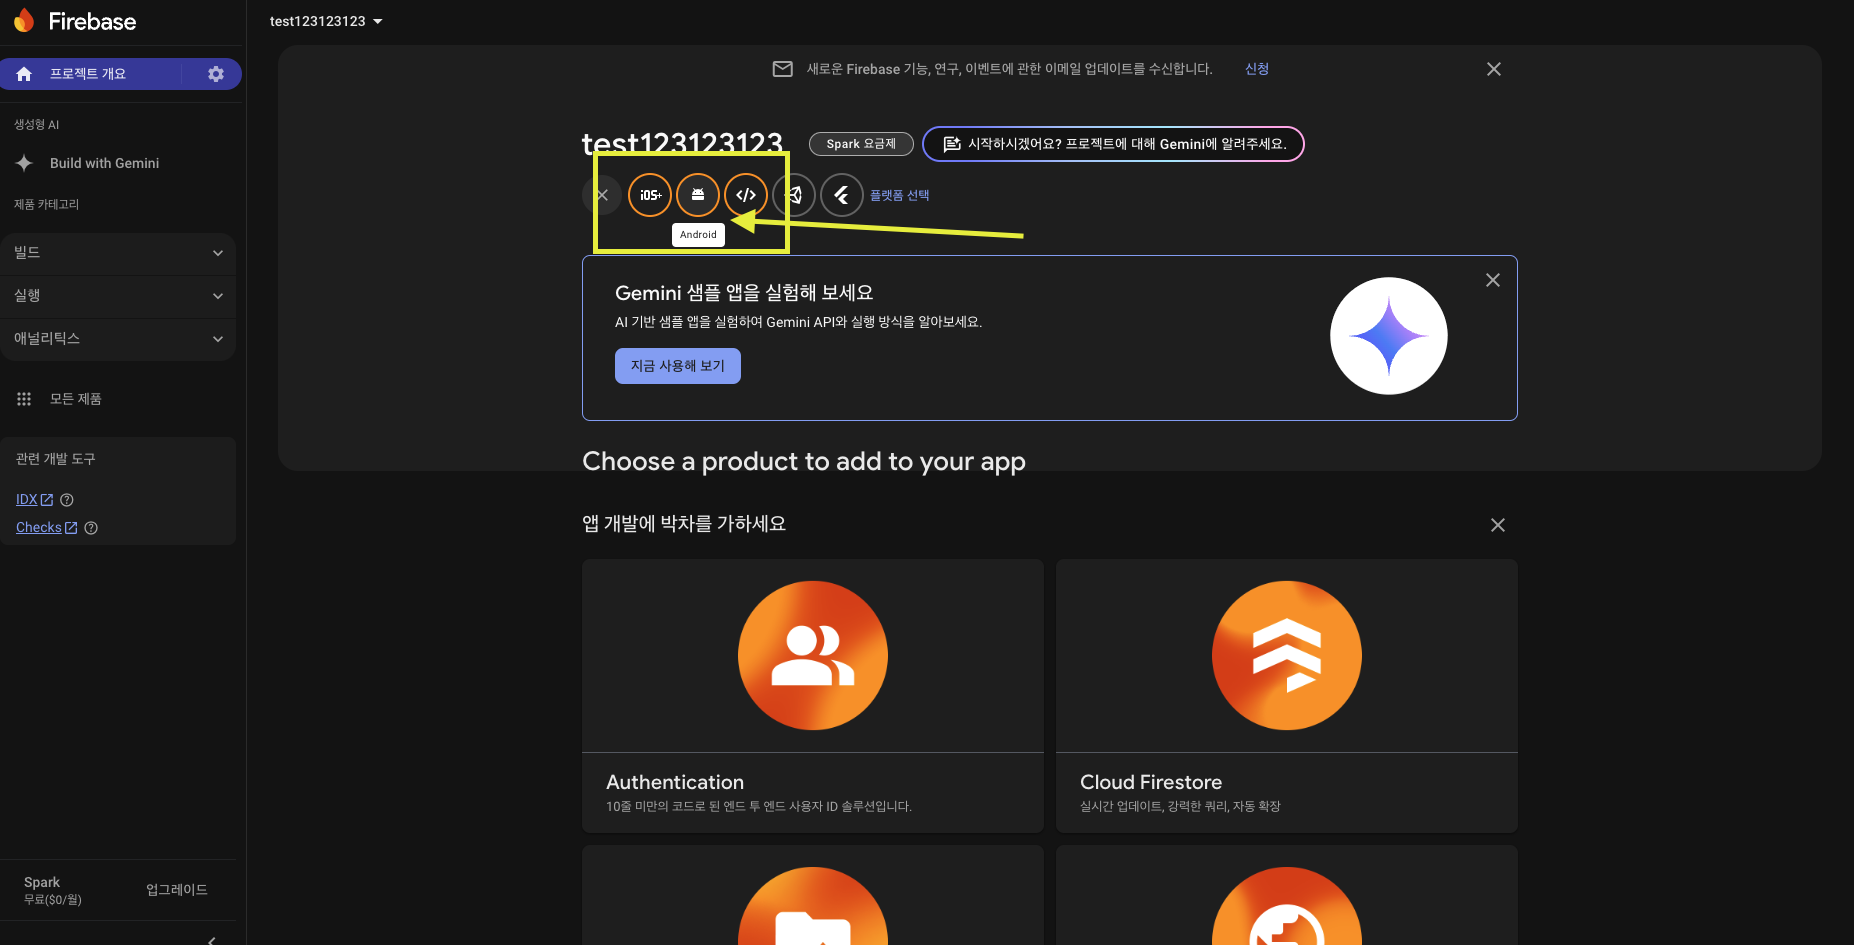 Firebase
test123123123
프로젝트 개요
새로운 Firebase 기능, 연구, 이벤트에 관한 이메일 업데이트를 수신합니다. 신청
생성형 AI
Build with Gemini
제품 카테고리
빌드
실행
애널리틱스
모든 제품
관련 개발 도구
IDX
Checks
Spark
무료($0/월)
업그레이드
test123123123
Spark 요금제
시작하시겠어요? 프로젝트에 대해 Gemini에 알려주세요.
iOS+
플랫폼 선택
Android
Gemini 샘플 앱을 실험해 보세요
AI 기반 샘플 앱을 실험하여 Gemini API와 실행 방식을 알아보세요.
지금 사용해 보기
Choose a product to add to your app
앱 개발에 박차를 가하세요
Authentication
10줄 미만의 코드로 된 엔드 투 엔드 사용자 ID 솔루션입니다.
Cloud Firestore
실시간 업데이트, 강력한 쿼리, 자동 확장